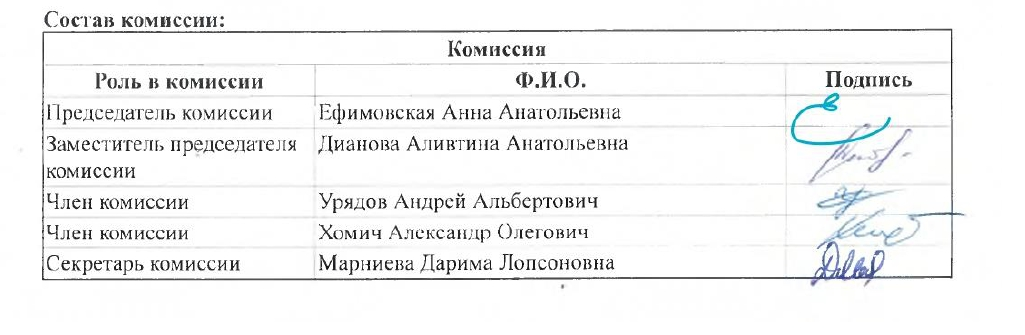 Состав комиссии:
Комиссия
Роль в комиссии Ф.И.О. Подпись
Председатель комиссии Ефимовская Анна Анатольевна
Заместитель председателя Дианова Аливтина Анатольевна
комиссии
Член комиссии Урядов Андрей Альбертович
Член комиссии Хомич Александр Олегович
Секретарь комиссии Марниева Дарима Лопсоновна